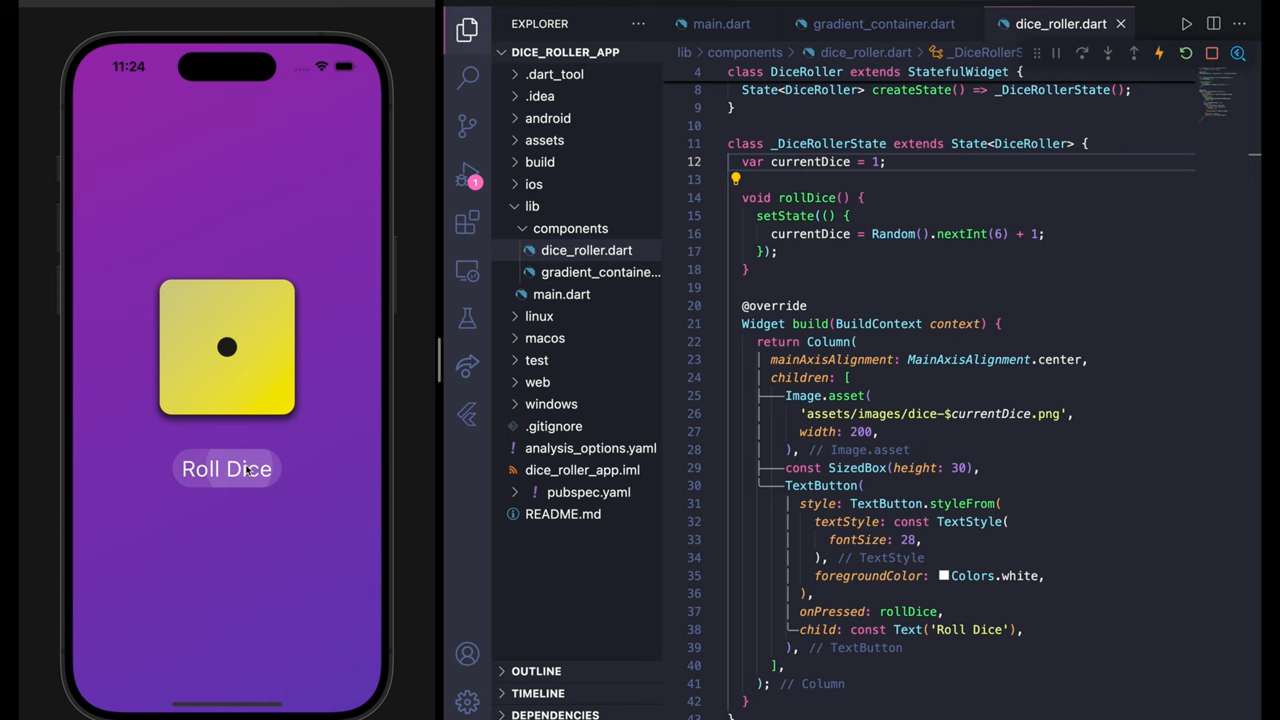 11:24
Roll Dice
EXPLORER
DICE_ROLLER_APP
.dart_tool
.idea
android
assets
build
ios
lib
components
dice_roller.dart
gradient_containe...
main.dart
linux
macos
test
web
windows
.gitignore
analysis_options.yaml
dice_roller_app.iml
pubspec.yaml
README.md
OUTLINE
TIMELINE
DEPENDENCIES
1
main.dart
gradient_container.dart
dice_roller.dart
lib > components > dice_roller.dart > _DiceRollerS
4 class DiceRoller extends StatefulWidget {
8 State<DiceRoller> createState() => _DiceRollerState();
9 }
10
11 class _DiceRollerState extends State<DiceRoller> {
12 var currentDice = 1;
13
14 void rollDice() {
15 setState(() {
16 currentDice = Random().nextInt(6) + 1;
17 });
18 }
19
20 @override
21 Widget build(BuildContext context) {
22 return Column(
23 mainAxisAlignment: MainAxisAlignment.center,
24 children: [
25 Image.asset(
26 'assets/images/dice-$currentDice.png',
27 width: 200,
28 ), // Image.asset
29 const SizedBox(height: 30),
30 TextButton(
31 style: TextButton.styleFrom(
32 textStyle: const TextStyle(
33 fontSize: 28,
34 ), // TextStyle
35 foregroundColor: Colors.white,
36 ),
37 onPressed: rollDice,
38 child: const Text('Roll Dice'),
39 ), // TextButton
40 ],
41 ); // Column
42 }
43 }